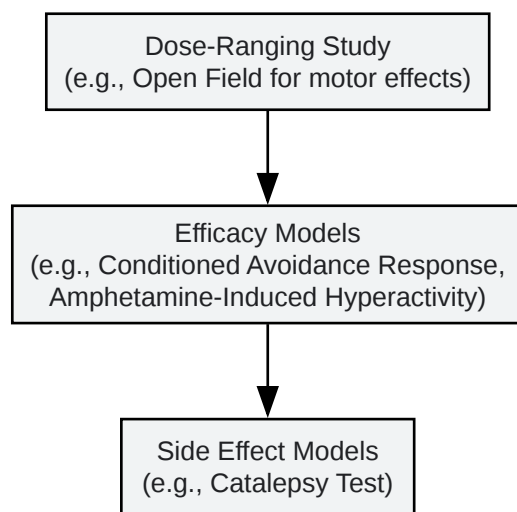 Dose-Ranging Study
(e.g., Open Field for motor effects)
Efficacy Models
(e.g., Conditioned Avoidance Response,
Amphetamine-Induced Hyperactivity)
Side Effect Models
(e.g., Catalepsy Test)